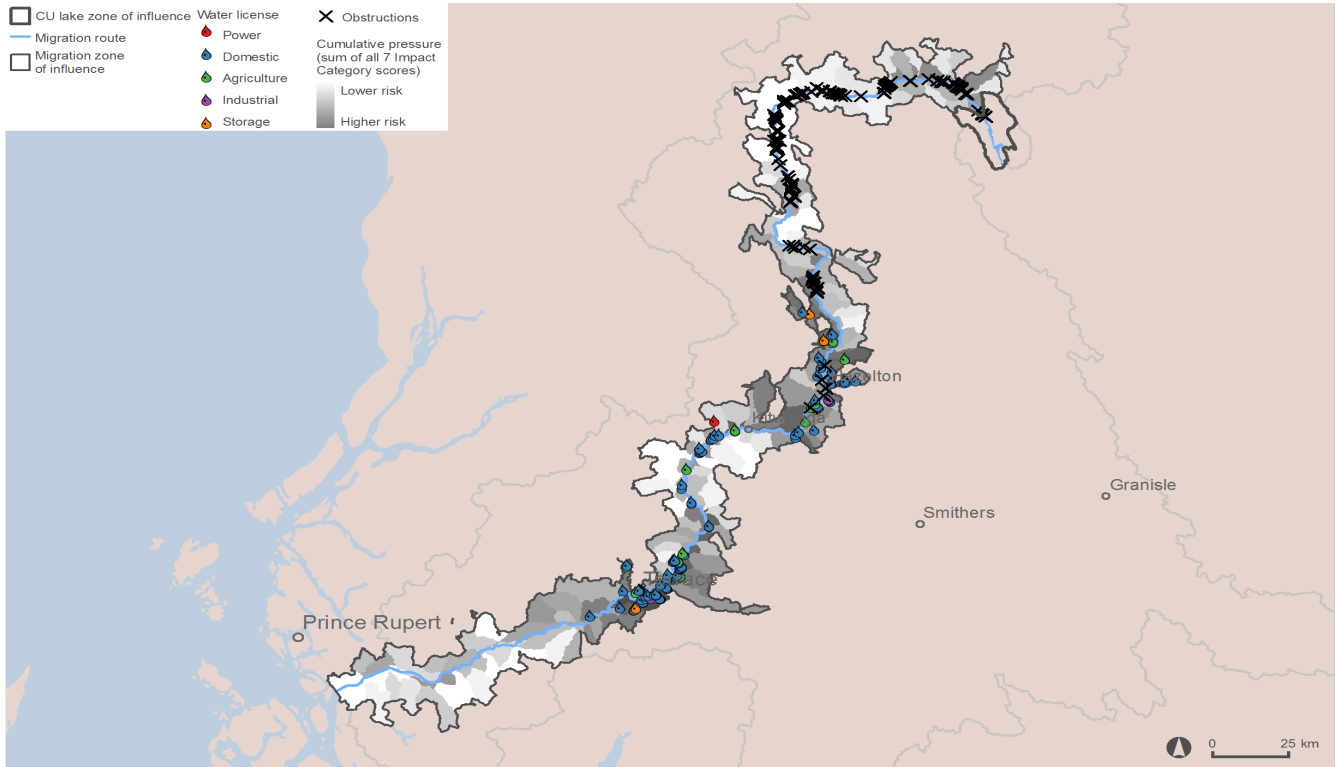 CU lake zone of influence
Migration route
Migration zone
of influence
Water license
Power
Domestic
Agriculture
Industrial
Storage
Obstructions
Cumulative pressure
(sum of all 7 Impact
Category scores)
Lower risk
Higher risk
Granisle
Smithers
Terrace
Prince Rupert
0 25 km